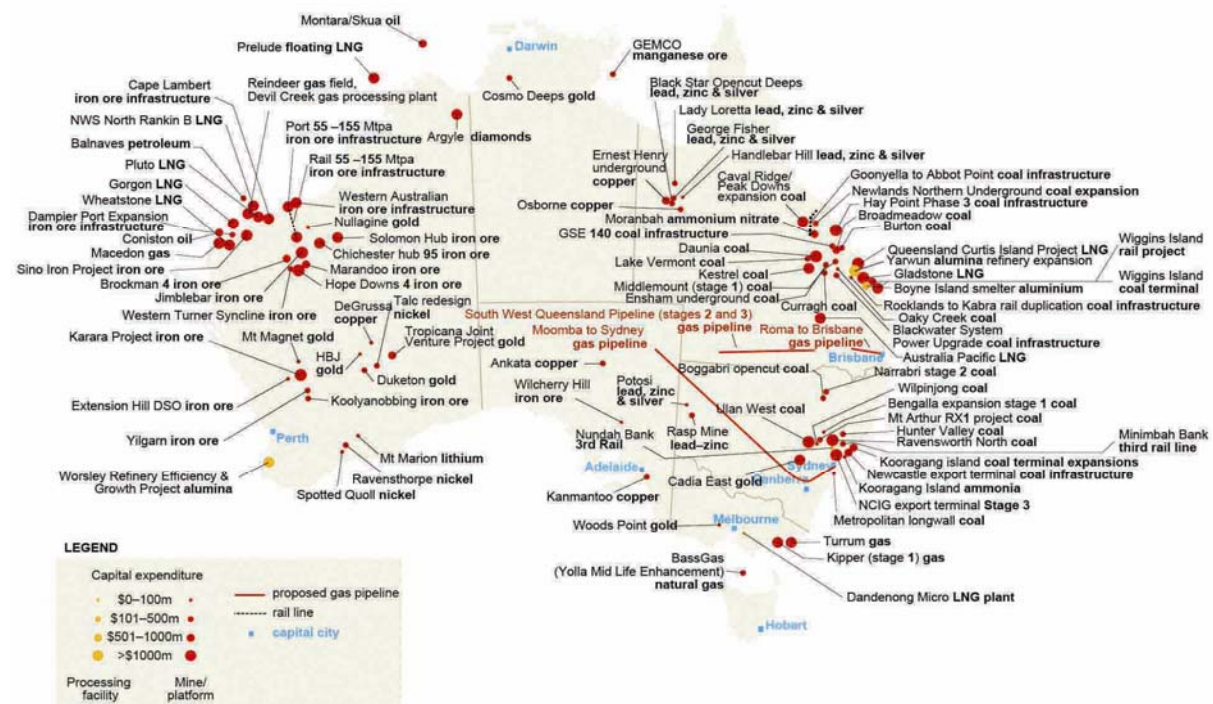 Montara/Skua oil
Prelude floating LNG
Cape Lambert
iron ore infrastructure
NWS North Rankin B LNG
Balnaves petroleum
Pluto LNG
Gorgon LNG
Wheatstone LNG
Dampier Port Expansion
iron ore infrastructure
Coniston oil
Macedon gas
Sino Iron Project iron ore
Brockman 4 iron ore
Jimblebar iron ore
Western Turner Syncline iron ore
Karara Project iron ore
Mt Magnet gold
HBJ
gold
Extension Hill DSO iron ore
Yilgarn iron ore
Perth
Worsley Refinery Efficiency &
Growth Project alumina
Spotted Quoll nickel
Ravensthorpe nickel
Mt Marion lithium
Koolyanobbing iron ore
Duketon gold
Tropicana Joint
Venture Project gold
Talc redesign
nickel
DeGrussa
copper
Reindeer gas field,
Devil Creek gas processing plant
Port 55 –155 Mtpa
iron ore infrastructure
Rail 55 –155 Mtpa
iron ore infrastructure
Western Australian
iron ore infrastructure
Nullagine gold
Solomon Hub iron ore
Chichester hub 95 iron ore
Marandoo iron ore
Hope Downs 4 iron ore
Argyle diamonds
Darwin
Cosmo Deeps gold
GEMCO
manganese ore
Black Star Opencut Deeps
lead, zinc & silver
Lady Loretta lead, zinc & silver
George Fisher
lead, zinc & silver
Handlebar Hill lead, zinc & silver
Ernest Henry
underground
copper
Osborne copper
Caval Ridge/
Peak Downs
expansion coal
Moranbah ammonium nitrate
GSE 140 coal infrastructure
Daunia coal
Lake Vermont coal
Kestrel coal
Middlemount (stage 1) coal
Ensham underground coal
Curragh coal
Goonyella to Abbot Point coal infrastructure
Newlands Northern Underground coal expansion
Hay Point Phase 3 coal infrastructure
Broadmeadow coal
Burton coal
Queensland Curtis Island Project LNG
Yarwun alumina refinery expansion
Gladstone LNG
Boyne Island smelter aluminium
Wiggins Island
rail project
Wiggins Island
coal terminal
Rocklands to Kabra rail duplication coal infrastructure
Oaky Creek coal
Blackwater System
Power Upgrade coal infrastructure
Australia Pacific LNG
South West Queensland Pipeline (stages 2 and 3)
gas pipeline
Moomba to Sydney
gas pipeline
Roma to Brisbane
gas pipeline
Brisbane
Ankata copper
Boggabri opencut coal
Narrabri stage 2 coal
Wilcherry Hill
iron ore
Potosi
lead, zinc
& silver
Ulan West coal
Wilpinjong coal
Bengalla expansion stage 1 coal
Mt Arthur RX1 project coal
Hunter Valley coal
Ravensworth North coal
Minimbah Bank
third rail line
Nundah Bank
3rd Rail
Rasp Mine
lead–zinc
Kooragang island coal terminal expansions
Newcastle export terminal coal infrastructure
Kooragang Island ammonia
NCIG export terminal Stage 3
Metropolitan longwall coal
Adelaide
Sydney
Canberra
Cadia East gold
Kanmantoo copper
Woods Point gold
Melbourne
Turrum gas
Kipper (stage 1) gas
BassGas
(Yolla Mid Life Enhancement)
natural gas
Dandenong Micro LNG plant
Hobart
LEGEND
Capital expenditure
$0–100m
$101–500m
$501–1000m
>$1000m
Processing
facility
Mine/
platform
proposed gas pipeline
rail line
capital city